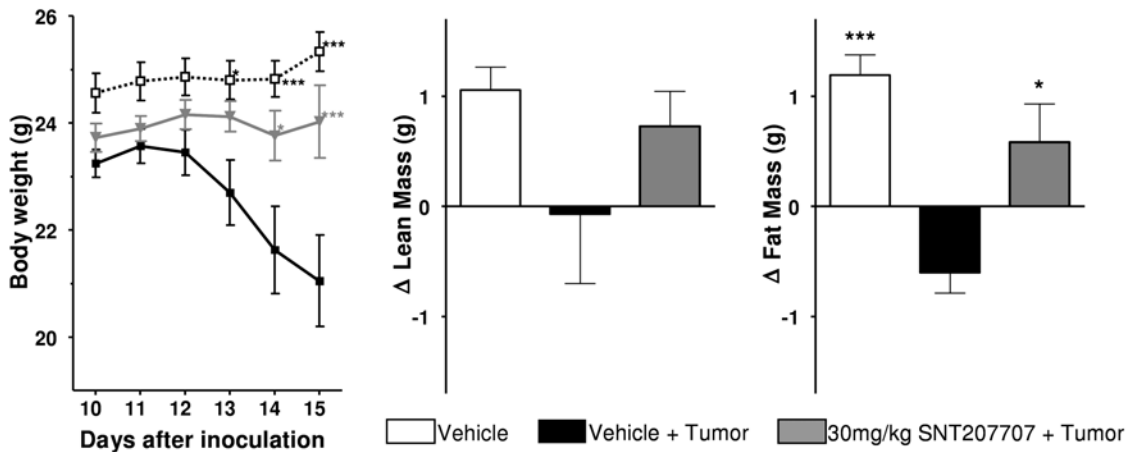 26
24
22
20
Body weight (g)
*
***
***
*
***
10 11 12 13 14 15
Days after inoculation
1
0
-1
Δ Lean Mass (g)
1
0
-1
Δ Fat Mass (g)
***
*
Vehicle
Vehicle + Tumor
30mg/kg SNT207707 + Tumor